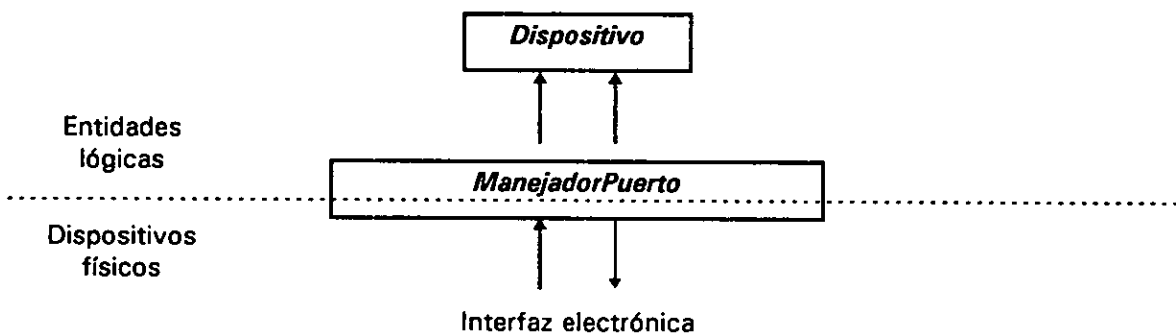 Dispositivo
Entidades
lógicas
ManejadorPuerto
Dispositivos
físicos
Interfaz electrónica